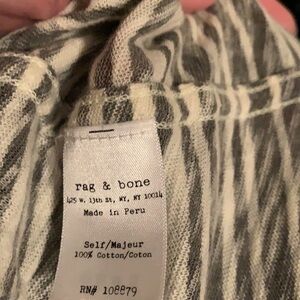 rag & bone
425 W. 13th St, NY, NY 10014
Made in Peru
Self/Majeur
100% Cotton/Coton
RN# 108879